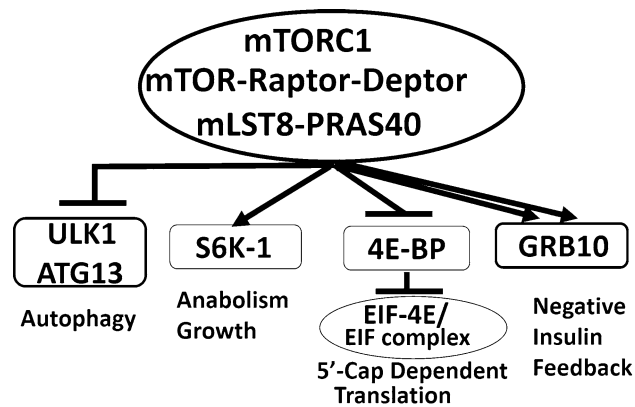 mTORC1
mTOR-Raptor-Deptor
mLST8-PRAS40
ULK1
ATG13
Autophagy
S6K-1
Anabolism
Growth
4E-BP
EIF-4E/
EIF complex
5’-Cap Dependent
Translation
GRB10
Negative
Insulin
Feedback